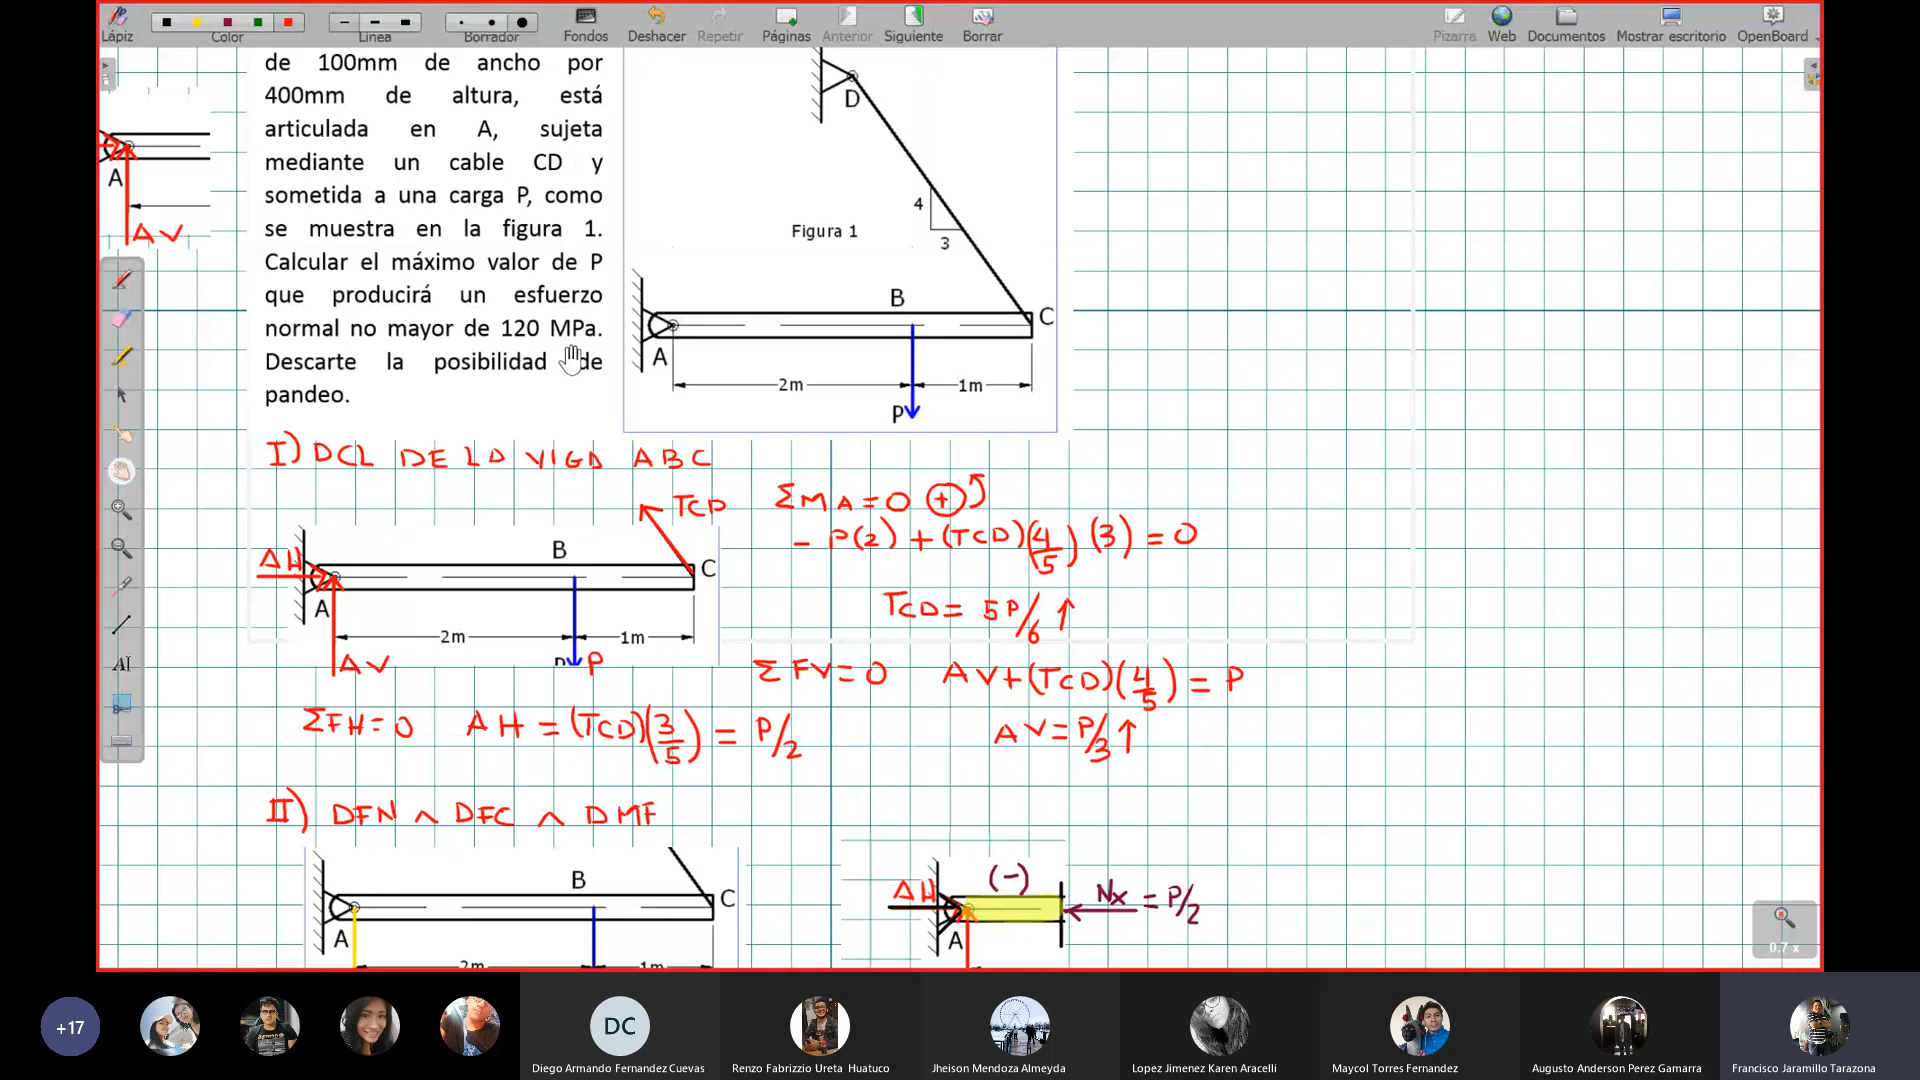 Lápiz
Color
Linea
Borrador
Fondos
Deshacer
Repetir
Páginas
Anterior
Siguiente
Borrar
Pizarra
Web
Documentos
Mostrar escritorio
OpenBoard
de 100mm de ancho por
400mm de altura, está
articulada en A, sujeta
mediante un cable CD y
sometida a una carga P, como
se muestra en la figura 1.
Calcular el máximo valor de P
que producirá un esfuerzo
normal no mayor de 120 MPa.
Descarte la posibilidad de
pandeo.
A
AV
D
4
3
Figura 1
B
C
A
2m
1m
P
I) DCL DE LA VIGA ABC
TCD
AH
B
C
A
2m
1m
AV
P
ΣMA=0 (+)
- P(2) + (TCD)(4/5)(3) = 0
TCD = 5P/6 ↑
ΣFV=0 AV+(TCD)(4/5) = P
AV=P/3 ↑
ΣFH=0 AH = (TCD)(3/5) = P/2
II) DFN ∧ DFC ∧ DMF
B
C
A
2m
1m
(-)
AH
Nx = P/2
A
0.7 x
AI
+17
DC
Diego Armando Fernandez Cuevas
Renzo Fabrizzio Ureta Huatuco
Jheison Mendoza Almeyda
Lopez Jimenez Karen Aracelli
Maycol Torres Fernandez
Augusto Anderson Perez Gamarra
Francisco Jaramillo Tarazona